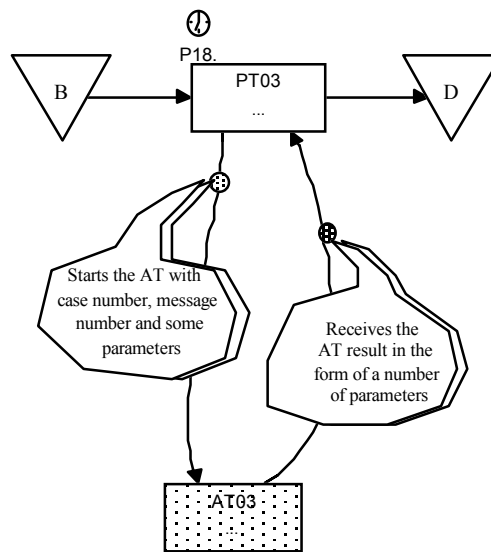 P18.
B
PT03
...
D
Starts the AT with
case number, message
number and some
parameters
Receives the
AT result in the
form of a number
of parameters
AT03
...